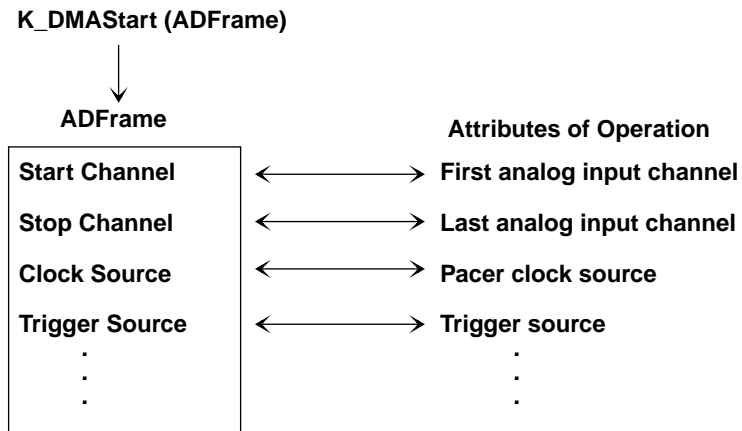 K_DMAStart (ADFrame)
ADFrame
Attributes of Operation
Start Channel
First analog input channel
Stop Channel
Last analog input channel
Clock Source
Pacer clock source
Trigger Source
Trigger source
. .
. .
. .